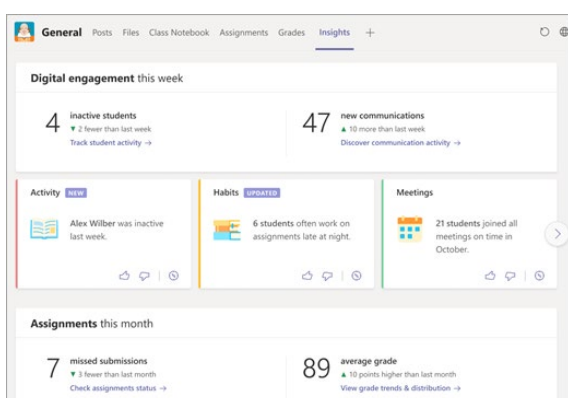 General Posts Files Class Notebook Assignments Grades Insights +
Digital engagement this week
4 inactive students
▼ 2 fewer than last week
Track student activity →
47 new communications
▲ 10 more than last week
Discover communication activity →
Activity NEW
Alex Wilber was inactive
last week.
Habits UPDATED
6 students often work on
assignments late at night.
Meetings
21 students joined all
meetings on time in
October.
Assignments this month
7 missed submissions
▼ 3 fewer than last month
Check assignments status →
89 average grade
▲ 10 points higher than last month
View grade trends & distribution →